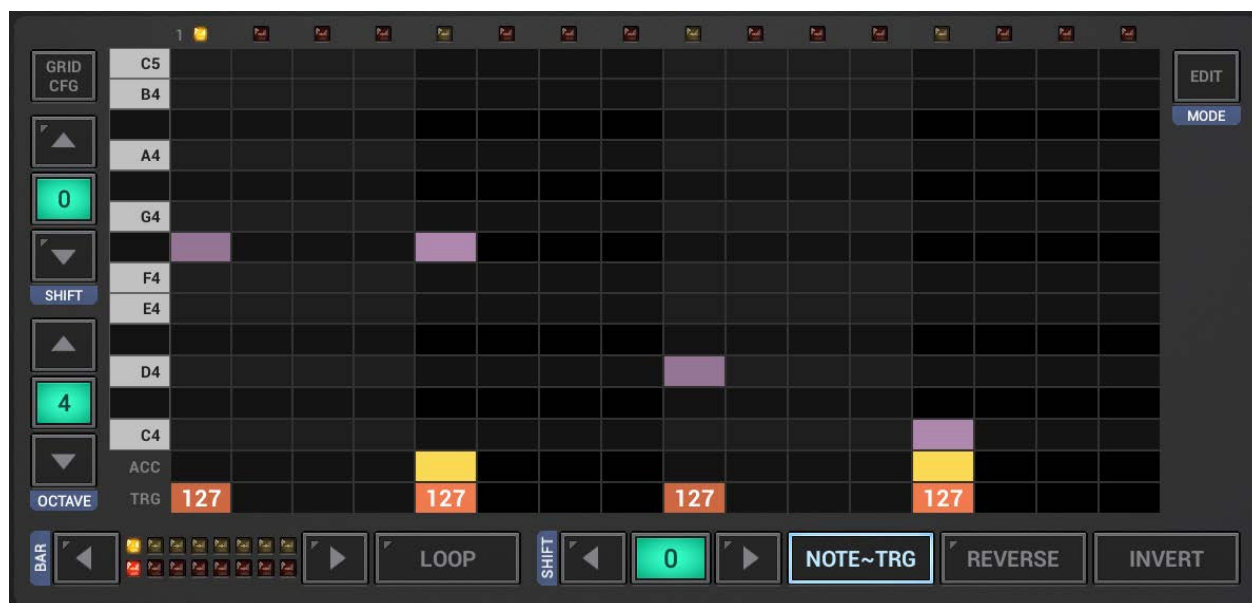 1
GRID
CFG
C5
B4
EDIT
MODE
A4
0
G4
F4
SHIFT
E4
D4
4
C4
ACC
OCTAVE
TRG 127 127 127 127
BAR
LOOP
SHIFT
0
NOTE~TRG
REVERSE
INVERT